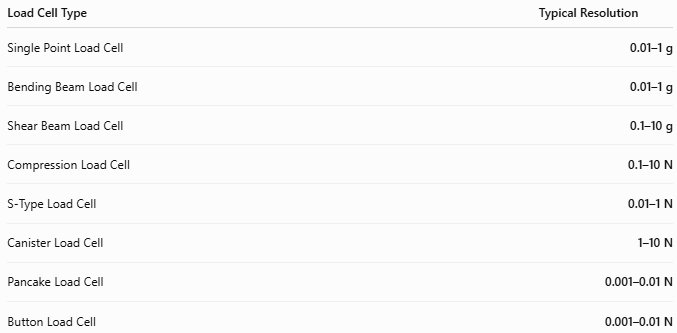 Load Cell Type Typical Resolution
Single Point Load Cell 0.01–1 g
Bending Beam Load Cell 0.01–1 g
Shear Beam Load Cell 0.1–10 g
Compression Load Cell 0.1–10 N
S-Type Load Cell 0.01–1 N
Canister Load Cell 1–10 N
Pancake Load Cell 0.001–0.01 N
Button Load Cell 0.001–0.01 N